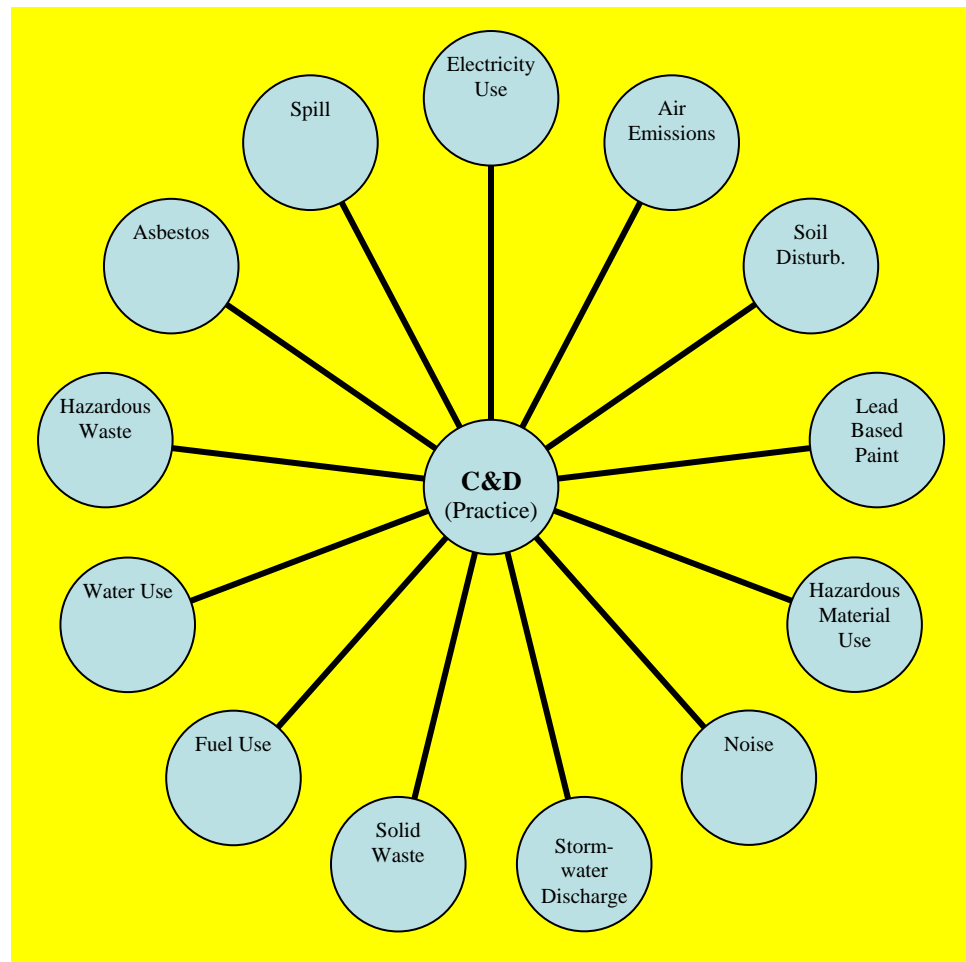 Electricity
Use
Air
Emissions
Soil
Disturb.
Lead
Based
Paint
Hazardous
Material
Use
Noise
Storm-
water
Discharge
Solid
Waste
Fuel Use
Water Use
Hazardous
Waste
Asbestos
Spill
C&D
(Practice)